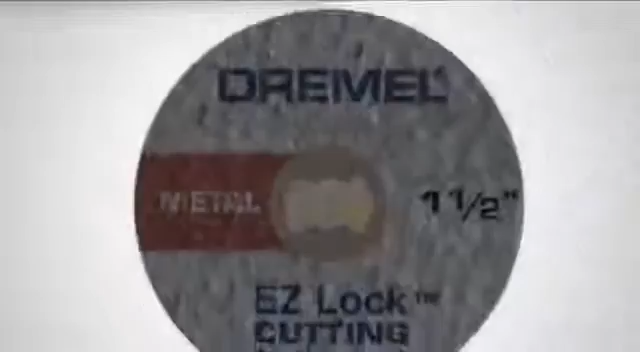 DREMEL
METAL
1 1/2"
EZ Lock™
CUTTING